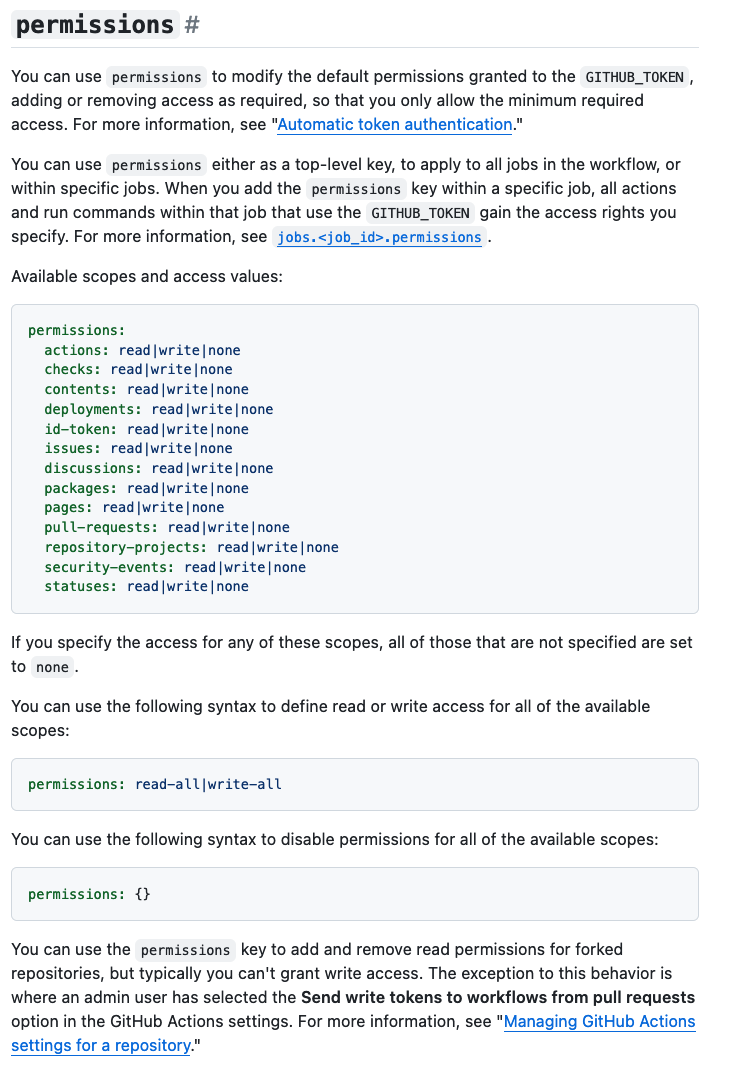 permissions #
You can use permissions to modify the default permissions granted to the GITHUB_TOKEN ,
adding or removing access as required, so that you only allow the minimum required
access. For more information, see "Automatic token authentication."
You can use permissions either as a top-level key, to apply to all jobs in the workflow, or
within specific jobs. When you add the permissions key within a specific job, all actions
and run commands within that job that use the GITHUB_TOKEN gain the access rights you
specify. For more information, see jobs.<job_id>.permissions .
Available scopes and access values:
permissions:
  actions: read|write|none
  checks: read|write|none
  contents: read|write|none
  deployments: read|write|none
  id-token: read|write|none
  issues: read|write|none
  discussions: read|write|none
  packages: read|write|none
  pages: read|write|none
  pull-requests: read|write|none
  repository-projects: read|write|none
  security-events: read|write|none
  statuses: read|write|none
If you specify the access for any of these scopes, all of those that are not specified are set
to none .
You can use the following syntax to define read or write access for all of the available
scopes:
permissions: read-all|write-all
You can use the following syntax to disable permissions for all of the available scopes:
permissions: {}
You can use the permissions key to add and remove read permissions for forked
repositories, but typically you can't grant write access. The exception to this behavior is
where an admin user has selected the Send write tokens to workflows from pull requests
option in the GitHub Actions settings. For more information, see "Managing GitHub Actions
settings for a repository."